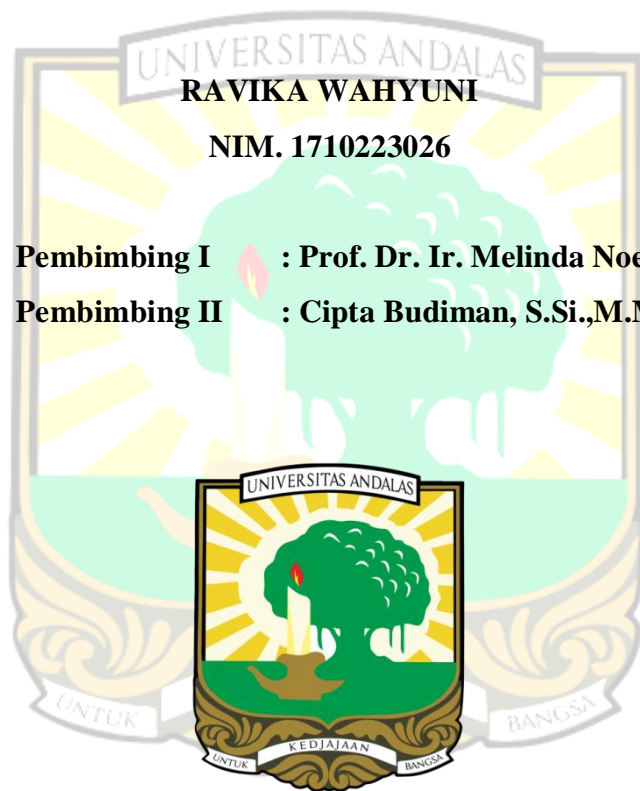 UNIVERSITAS ANDALAS
RAVIKA WAHYUNI
NIM. 1710223026
Pembimbing I : Prof. Dr. Ir. Melinda Noe
Pembimbing II : Cipta Budiman, S.Si.,M.M
UNIVERSITAS ANDALAS
UNTUK BANGSA
UNTUK KEDJAJAAN BANGSA